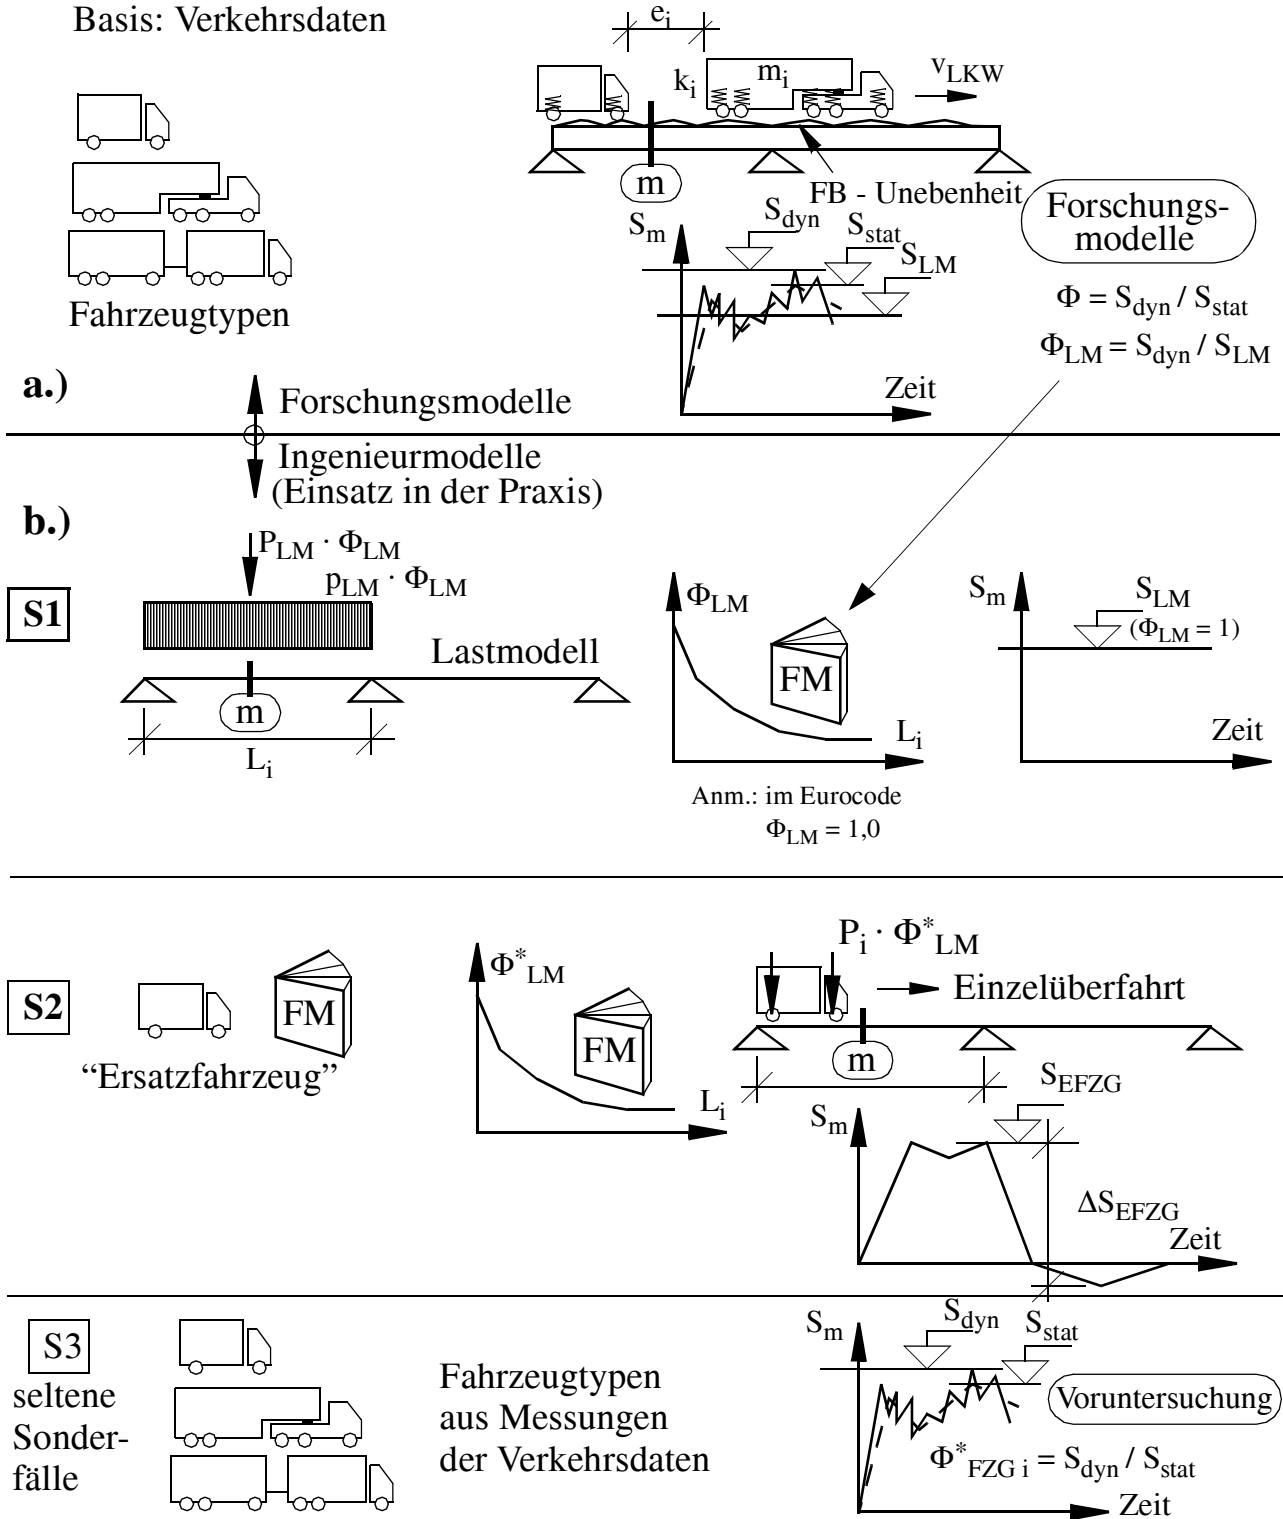 Basis: Verkehrsdaten
e_i
k_i
m_i
v_LKW
m
FB - Unebenheit
Forschungs-
modelle
Fahrzeugtypen
S_m
S_dyn
S_stat
S_LM
Φ = S_dyn / S_stat
Φ_LM = S_dyn / S_LM
Zeit
a.)
Forschungsmodelle
Ingenieurmodelle
(Einsatz in der Praxis)
b.)
P_LM · Φ_LM
p_LM · Φ_LM
S1
Lastmodell
m
L_i
Φ_LM
FM
L_i
Anm.: im Eurocode
Φ_LM = 1,0
S_m
S_LM
(Φ_LM = 1)
Zeit
S2
FM
“Ersatzfahrzeug”
Φ*_LM
FM
L_i
P_i · Φ*_LM
Einzelüberfahrt
m
S_EFZG
S_m
ΔS_EFZG
Zeit
S3
seltene
Sonder-
fälle
Fahrzeugtypen
aus Messungen
der Verkehrsdaten
S_m
S_dyn
S_stat
Voruntersuchung
Φ*_FZG i = S_dyn / S_stat
Zeit